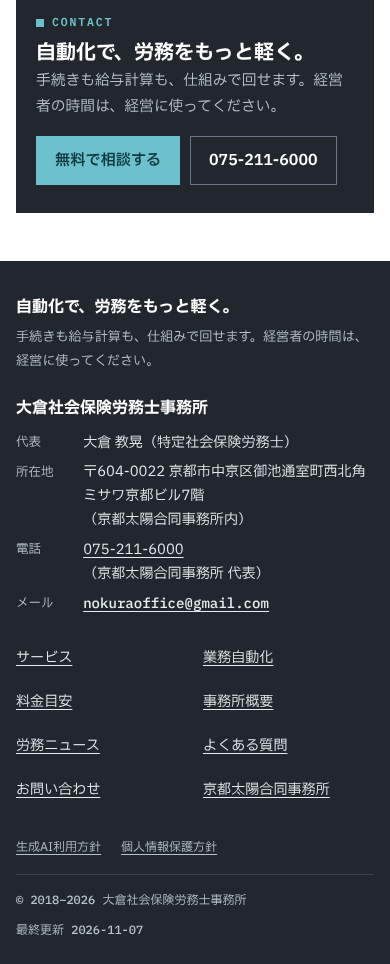 CONTACT
自動化で、労務をもっと軽く。
手続きも給与計算も、仕組みで回せます。経営
者の時間は、経営に使ってください。
無料で相談する 075-211-6000
自動化で、労務をもっと軽く。
手続きも給与計算も、仕組みで回せます。経営者の時間は、
経営に使ってください。
大倉社会保険労務士事務所
代表 大倉 教晃（特定社会保険労務士）
所在地 〒604-0022 京都市中京区御池通室町西北角
ミサワ京都ビル7階
（京都太陽合同事務所内）
電話 075-211-6000
（京都太陽合同事務所 代表）
メール nokuraoffice@gmail.com
サービス 業務自動化
料金目安 事務所概要
労務ニュース よくある質問
お問い合わせ 京都太陽合同事務所
生成AI利用方針 個人情報保護方針
© 2018–2026 大倉社会保険労務士事務所
最終更新 2026-11-07